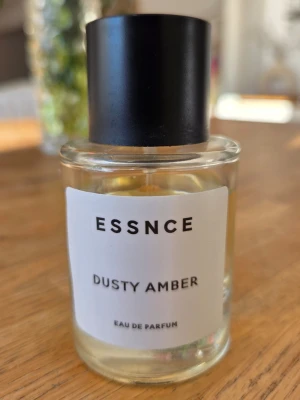 ESSNCE
DUSTY AMBER
EAU DE PARFUM